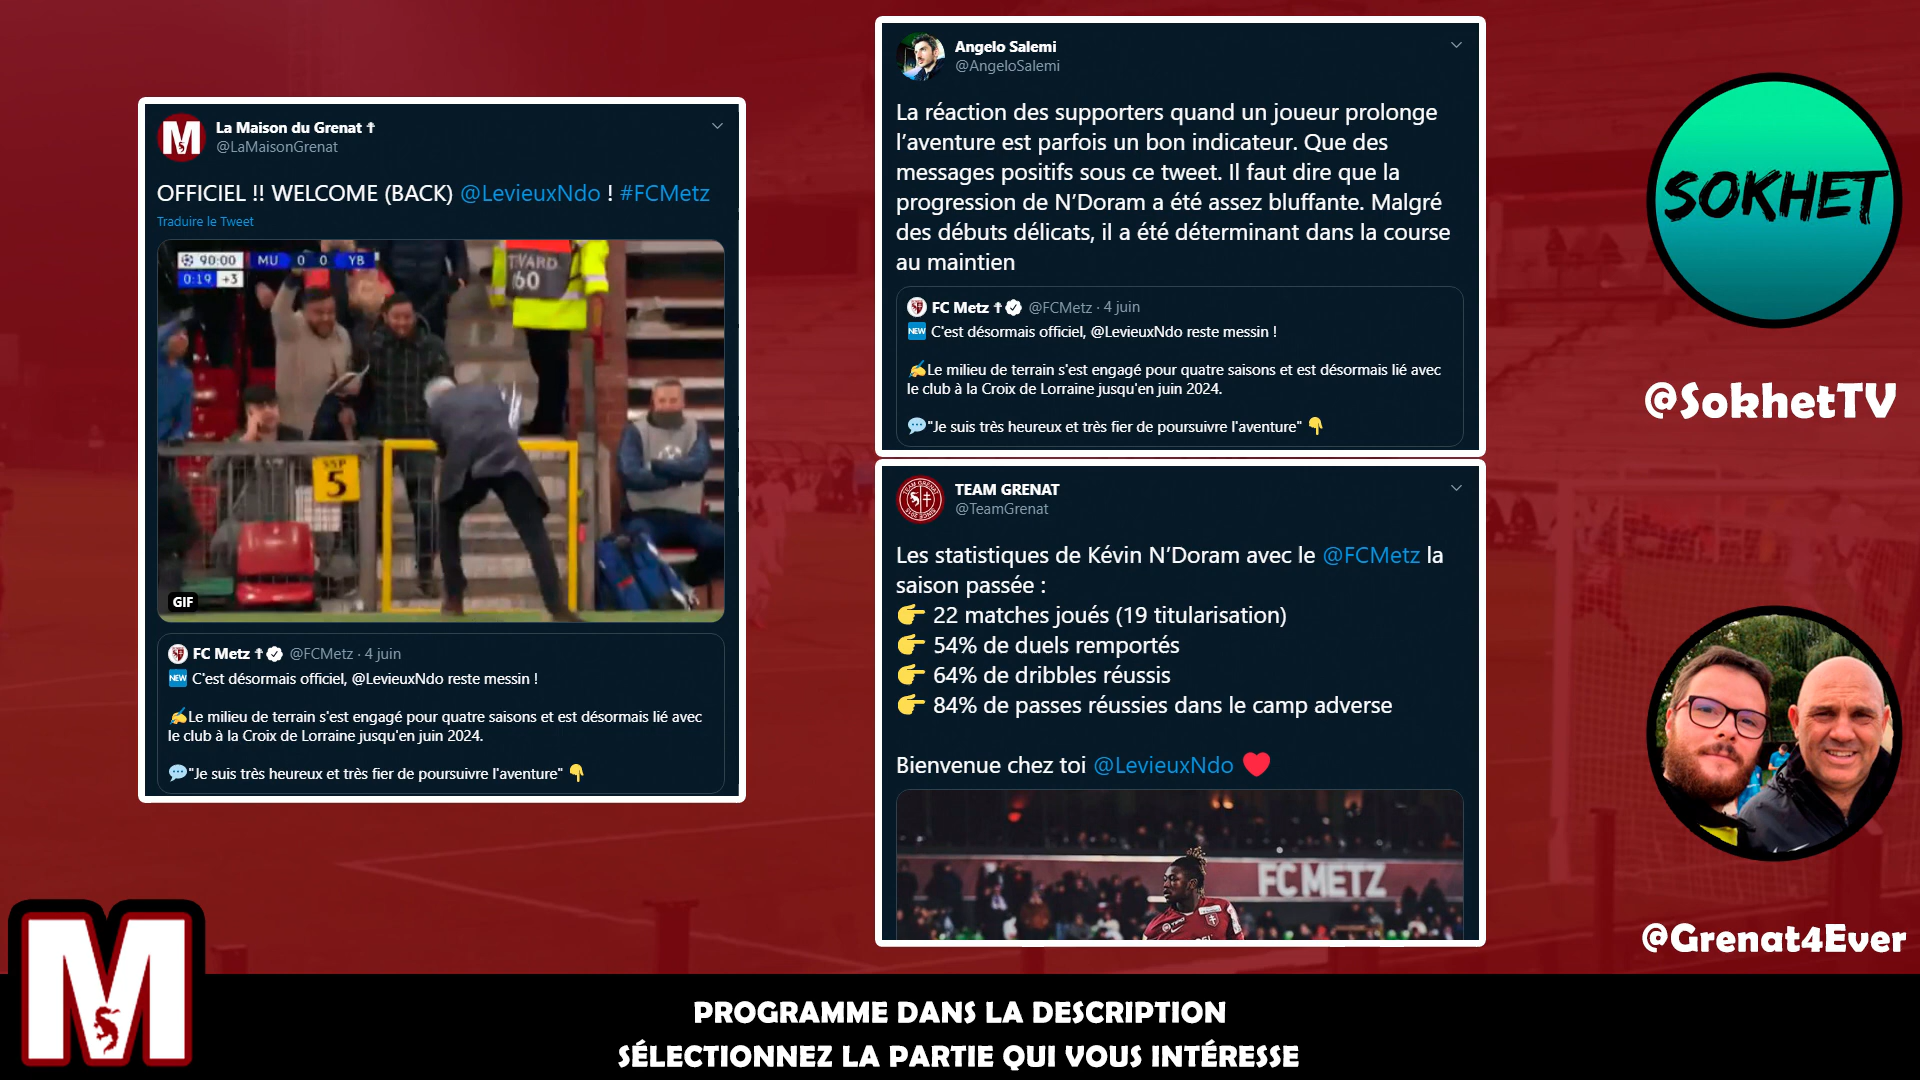 La Maison du Grenat ☨
@LaMaisonGrenat
OFFICIEL !! WELCOME (BACK) @LevieuxNdo ! #FCMetz
Traduire le Tweet
90:00 MU 0 0 YB
0:19 +3
T.VARD
60
SSP
5
GIF
FC Metz ☨ @FCMetz · 4 juin
NEW C'est désormais officiel, @LevieuxNdo reste messin !
✍Le milieu de terrain s'est engagé pour quatre saisons et est désormais lié avec
le club à la Croix de Lorraine jusqu'en juin 2024.
💬"Je suis très heureux et très fier de poursuivre l'aventure" 👇
Angelo Salemi
@AngeloSalemi
La réaction des supporters quand un joueur prolonge
l’aventure est parfois un bon indicateur. Que des
messages positifs sous ce tweet. Il faut dire que la
progression de N’Doram a été assez bluffante. Malgré
des débuts délicats, il a été déterminant dans la course
au maintien
FC Metz ☨ @FCMetz · 4 juin
NEW C'est désormais officiel, @LevieuxNdo reste messin !
✍Le milieu de terrain s'est engagé pour quatre saisons et est désormais lié avec
le club à la Croix de Lorraine jusqu'en juin 2024.
💬"Je suis très heureux et très fier de poursuivre l'aventure" 👇
TEAM GRENAT
@TeamGrenat
Les statistiques de Kévin N’Doram avec le @FCMetz la
saison passée :
👉 22 matches joués (19 titularisation)
👉 54% de duels remportés
👉 64% de dribbles réussis
👉 84% de passes réussies dans le camp adverse
Bienvenue chez toi @LevieuxNdo ❤
FC METZ
SOKHET
@SokhetTV
@Grenat4Ever
M
PROGRAMME DANS LA DESCRIPTION
SÉLECTIONNEZ LA PARTIE QUI VOUS INTÉRESSE